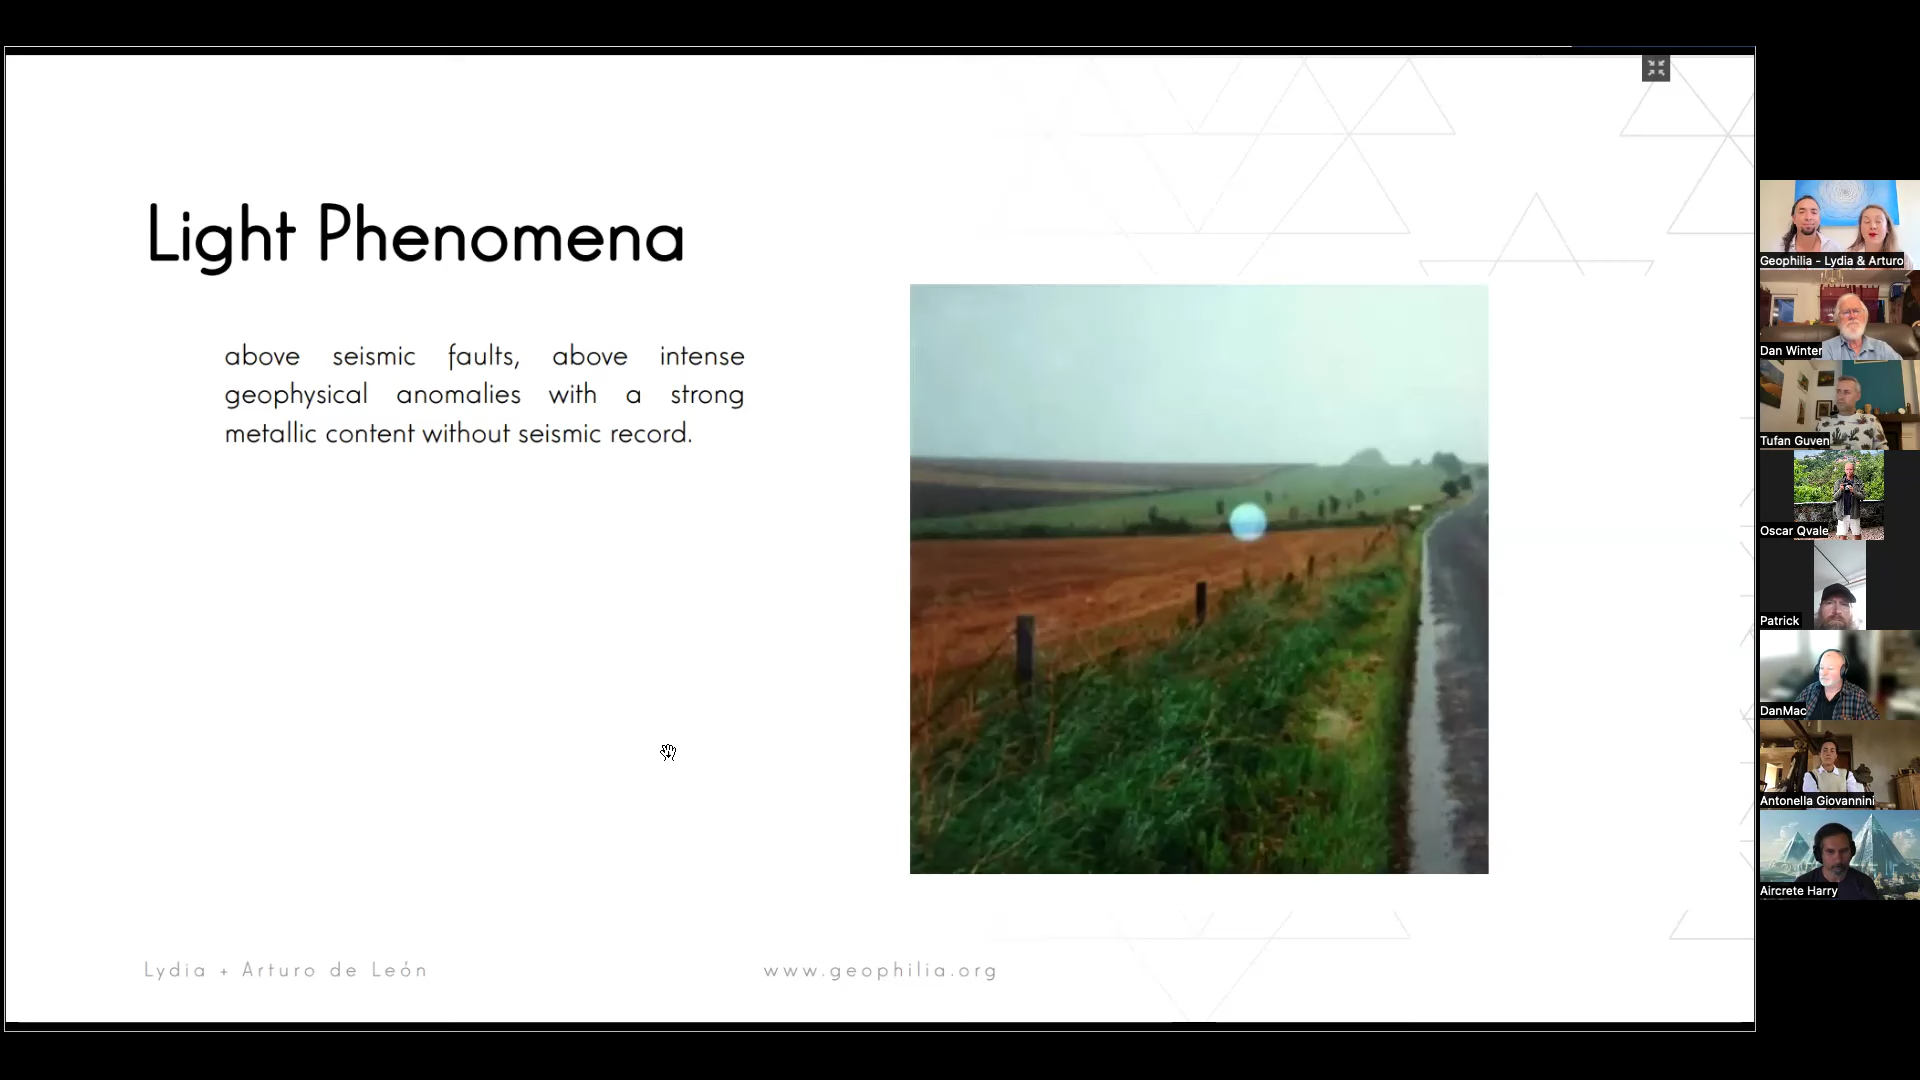 Light Phenomena
above seismic faults, above intense
geophysical anomalies with a strong
metallic content without seismic record.
Lydia + Arturo de León
www.geophilia.org
Geophilia - Lydia & Arturo
Dan Winter
Tufan Guven
Oscar Qvale
Patrick
DanMac
Antonella Giovannini
Aircrete Harry